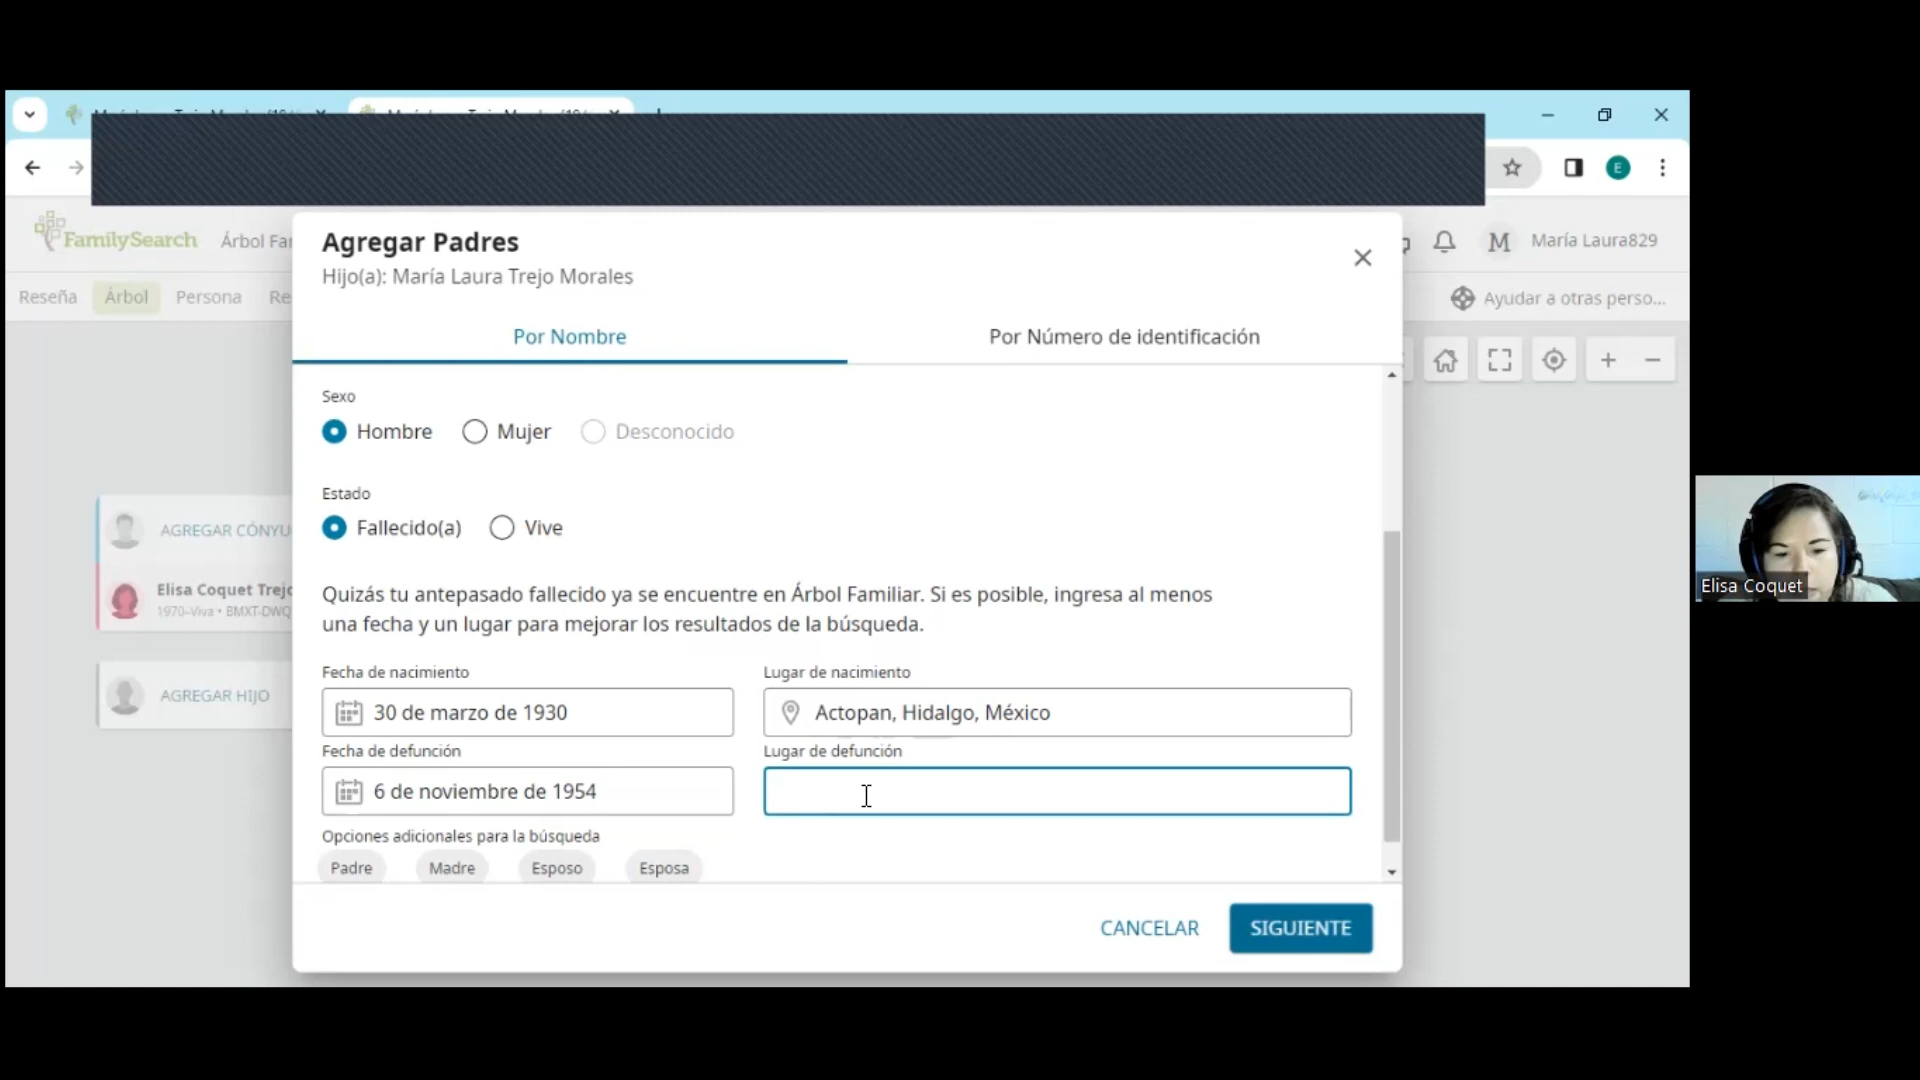 FamilySearch
Árbol Fa
María Laura829
Reseña
Árbol
Persona
Re
Ayudar a otras perso...
Agregar Padres
Hijo(a): María Laura Trejo Morales
Por Nombre
Por Número de identificación
Sexo
Hombre
Mujer
Desconocido
Estado
Fallecido(a)
Vive
Quizás tu antepasado fallecido ya se encuentre en Árbol Familiar. Si es posible, ingresa al menos
una fecha y un lugar para mejorar los resultados de la búsqueda.
Fecha de nacimiento
Lugar de nacimiento
30 de marzo de 1930
Actopan, Hidalgo, México
Fecha de defunción
Lugar de defunción
6 de noviembre de 1954
Opciones adicionales para la búsqueda
Padre
Madre
Esposo
Esposa
CANCELAR
SIGUIENTE
AGREGAR CÓNYU
Elisa Coquet Trejo
1970–Viva • BMXT-DWQ
AGREGAR HIJO
E
M
Elisa Coquet